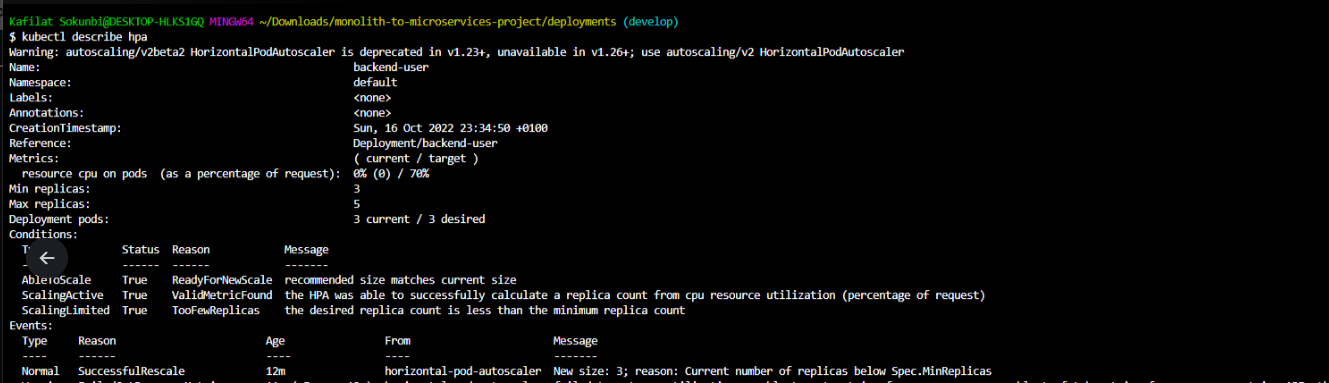 Kafilat Sokunbi@DESKTOP-HLKS1GQ MINGW64 ~/Downloads/monolith-to-microservices-project/deployments (develop)
$ kubectl describe hpa
Warning: autoscaling/v2beta2 HorizontalPodAutoscaler is deprecated in v1.23+, unavailable in v1.26+; use autoscaling/v2 HorizontalPodAutoscaler
Name: backend-user
Namespace: default
Labels: <none>
Annotations: <none>
CreationTimestamp: Sun, 16 Oct 2022 23:34:50 +0100
Reference: Deployment/backend-user
Metrics: ( current / target )
resource cpu on pods (as a percentage of request): 0% (0) / 70%
Min replicas: 3
Max replicas: 5
Deployment pods: 3 current / 3 desired
Conditions:
Status Reason Message
------ ------ -------
AbleToScale True ReadyForNewScale recommended size matches current size
ScalingActive True ValidMetricFound the HPA was able to successfully calculate a replica count from cpu resource utilization (percentage of request)
ScalingLimited True TooFewReplicas the desired replica count is less than the minimum replica count
Events:
Type Reason Age From Message
---- ------ ---- ---- -------
Normal SuccessfulRescale 12m horizontal-pod-autoscaler New size: 3; reason: Current number of replicas below Spec.MinReplicas